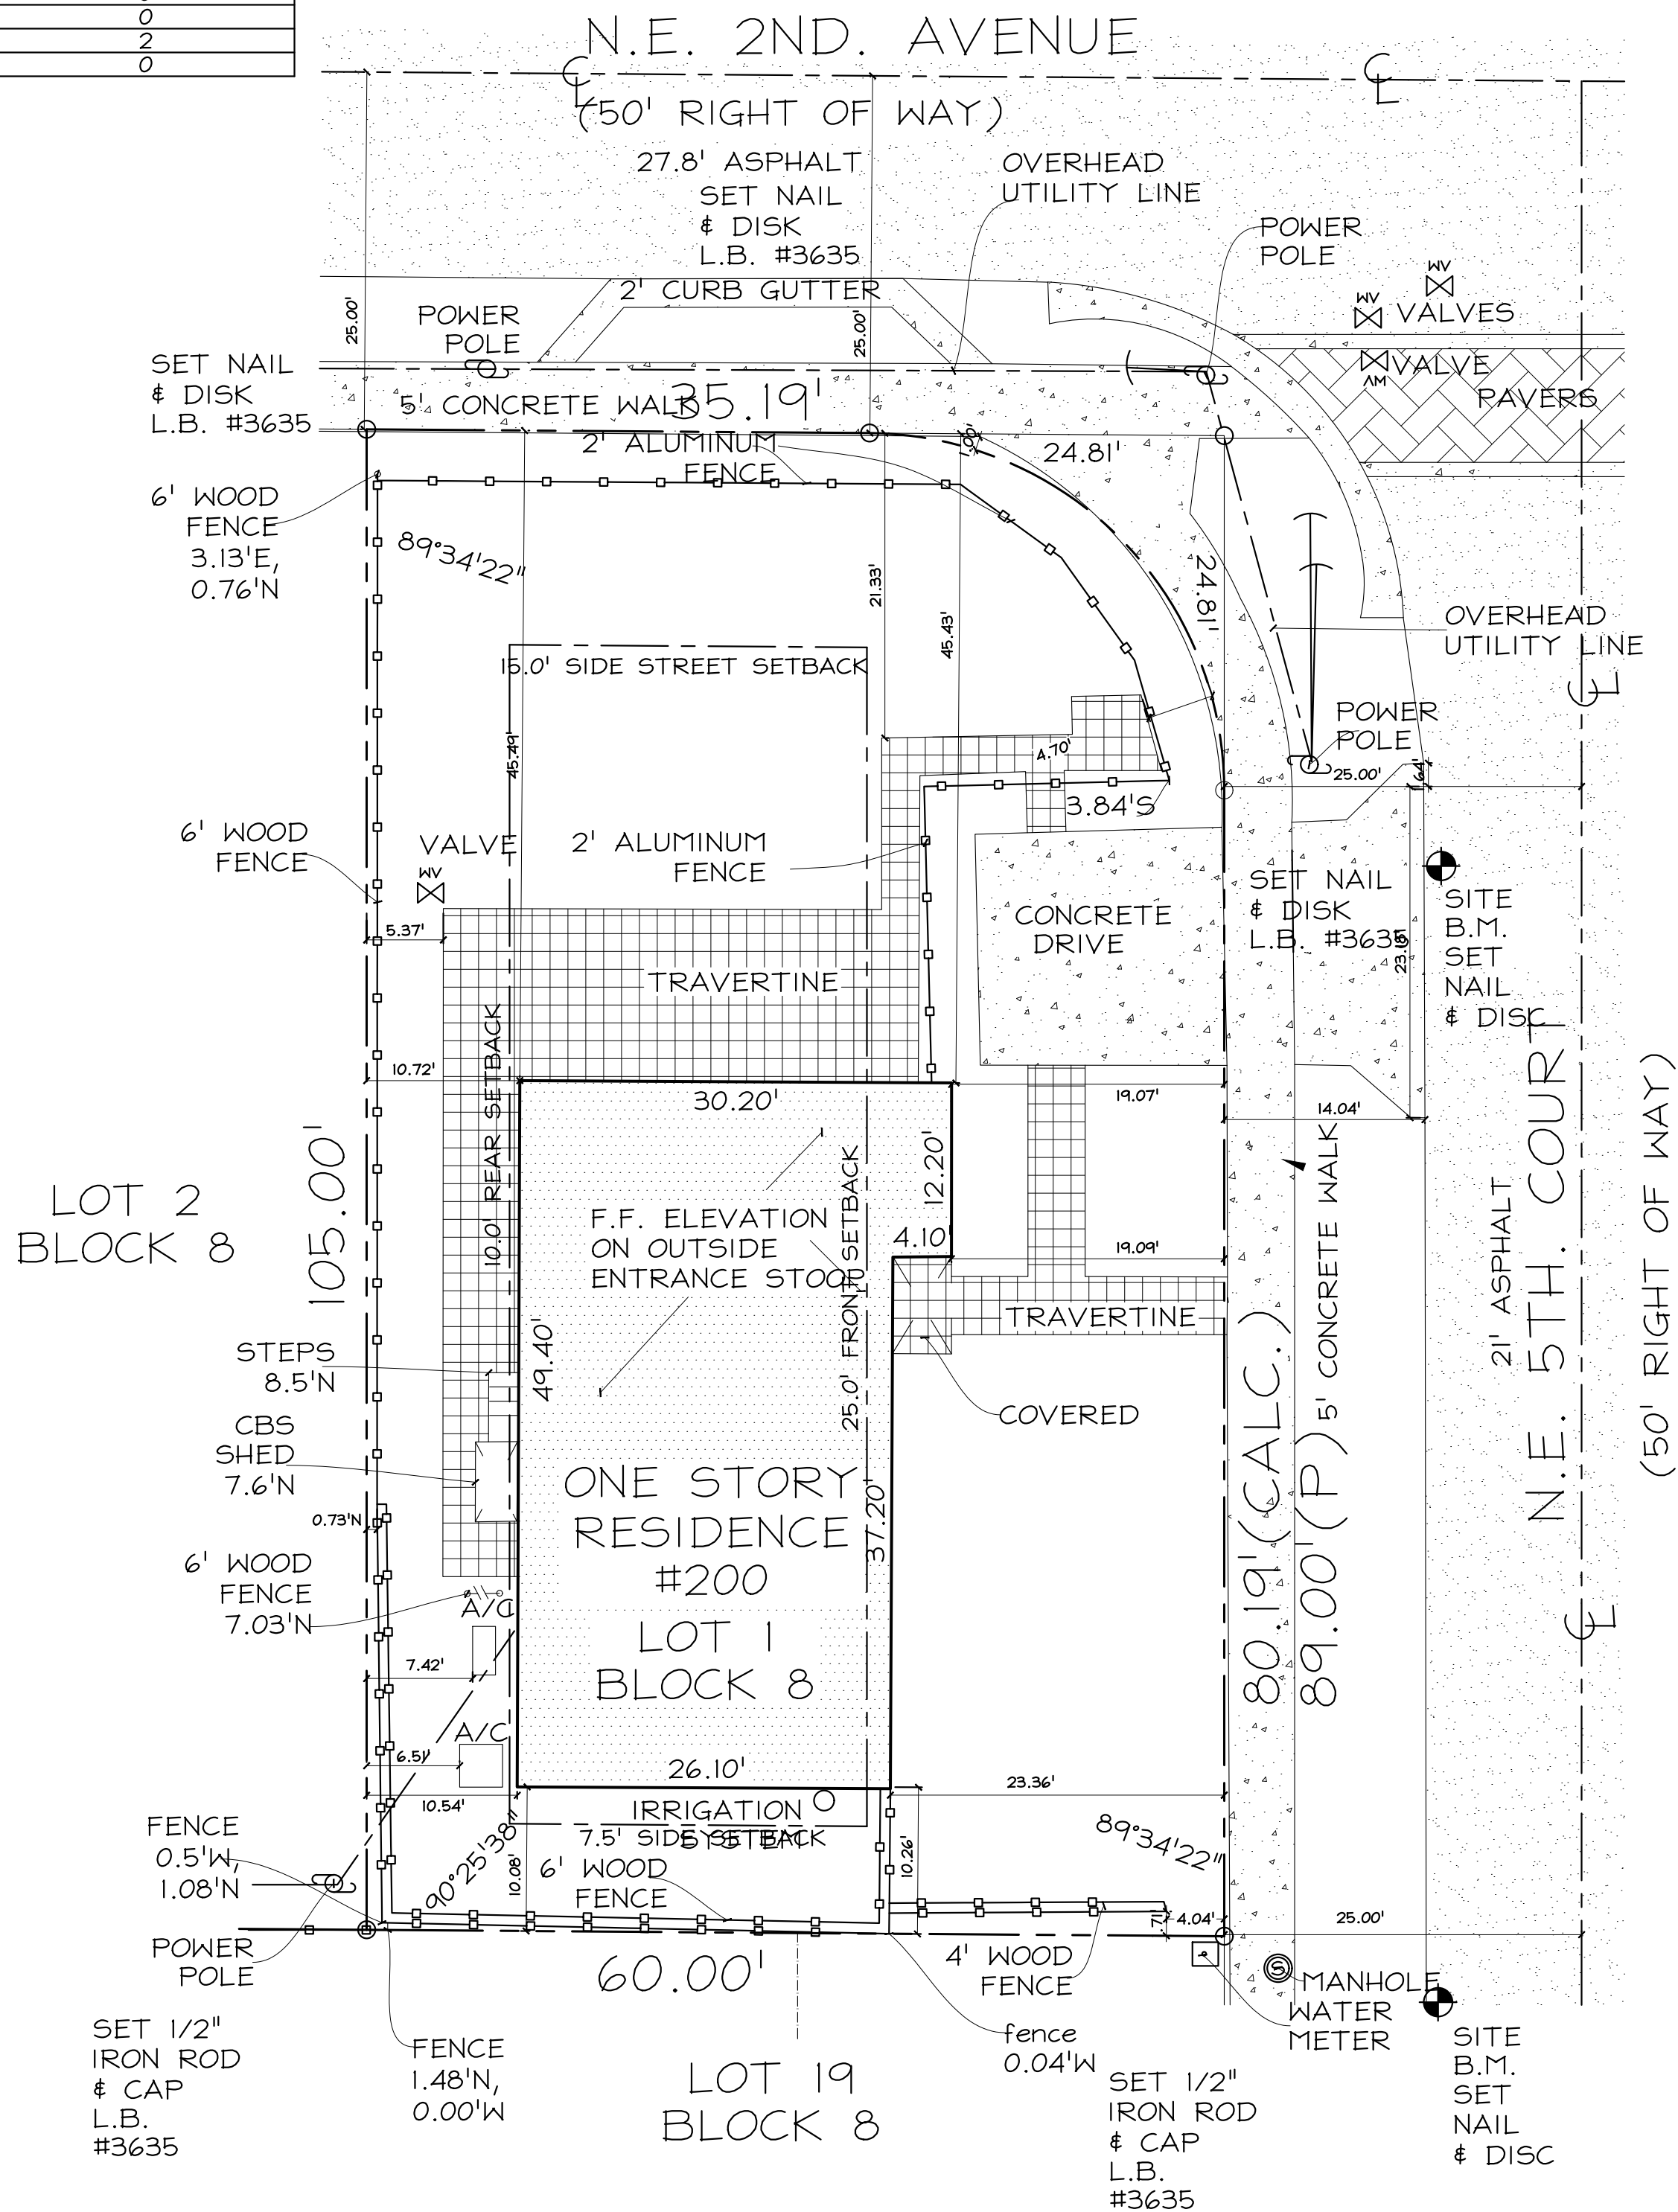 0
2
0
N.E. 2ND. AVENUE
(50' RIGHT OF WAY)
27.8' ASPHALT
SET NAIL
& DISK
L.B. #3635
OVERHEAD
UTILITY LINE
POWER
POLE
WV
WV
VALVES
2' CURB GUTTER
25.00'
25.00'
POWER
POLE
SET NAIL
& DISK
L.B. #3635
VALVE
WV
PAVERS
5' CONCRETE WALK
35.19'
2' ALUMINUM
FENCE
1.00'
24.81'
6' WOOD
FENCE
3.13'E,
0.76'N
89°34'22"
21.33'
45.43'
24.81'
OVERHEAD
UTILITY LINE
15.0' SIDE STREET SETBACK
45.49'
4.70'
POWER
POLE
25.00'
1.64'
3.84'S
6' WOOD
FENCE
VALVE
WV
2' ALUMINUM
FENCE
SET NAIL
& DISK
L.B. #3635
SITE
B.M.
SET
NAIL
& DISC
CONCRETE
DRIVE
5.37'
TRAVERTINE
10.0' REAR SETBACK
10.72'
30.20'
19.07'
14.04'
12.20'
LOT 2
BLOCK 8
105.00'
F.F. ELEVATION
ON OUTSIDE
ENTRANCE STOOP
25.0' FRONT SETBACK
4.10'
19.09'
TRAVERTINE
5' CONCRETE WALK
21' ASPHALT
N.E. 5TH. COURT
(50' RIGHT OF WAY)
STEPS
8.5'N
49.40'
COVERED
CBS
SHED
7.6'N
80.19'(CALC.)
89.00'(P)
0.73'N
ONE STORY
RESIDENCE
#200
LOT 1
BLOCK 8
37.20'
6' WOOD
FENCE
7.03'N
A/C
7.42'
A/C
6.51'
26.10'
10.54'
23.36'
FENCE
0.5'W,
1.08'N
90°25'38"
10.08'
IRRIGATION
SYSTEM
7.5' SIDE SETBACK
10.26'
89°34'22"
6' WOOD
FENCE
4.04'
25.00'
POWER
POLE
60.00'
4' WOOD
FENCE
MANHOLE
S
WATER
METER
SET 1/2"
IRON ROD
& CAP
L.B.
#3635
FENCE
1.48'N,
0.00'W
fence
0.04'W
LOT 19
BLOCK 8
SET 1/2"
IRON ROD
& CAP
L.B.
#3635
SITE
B.M.
SET
NAIL
& DISC